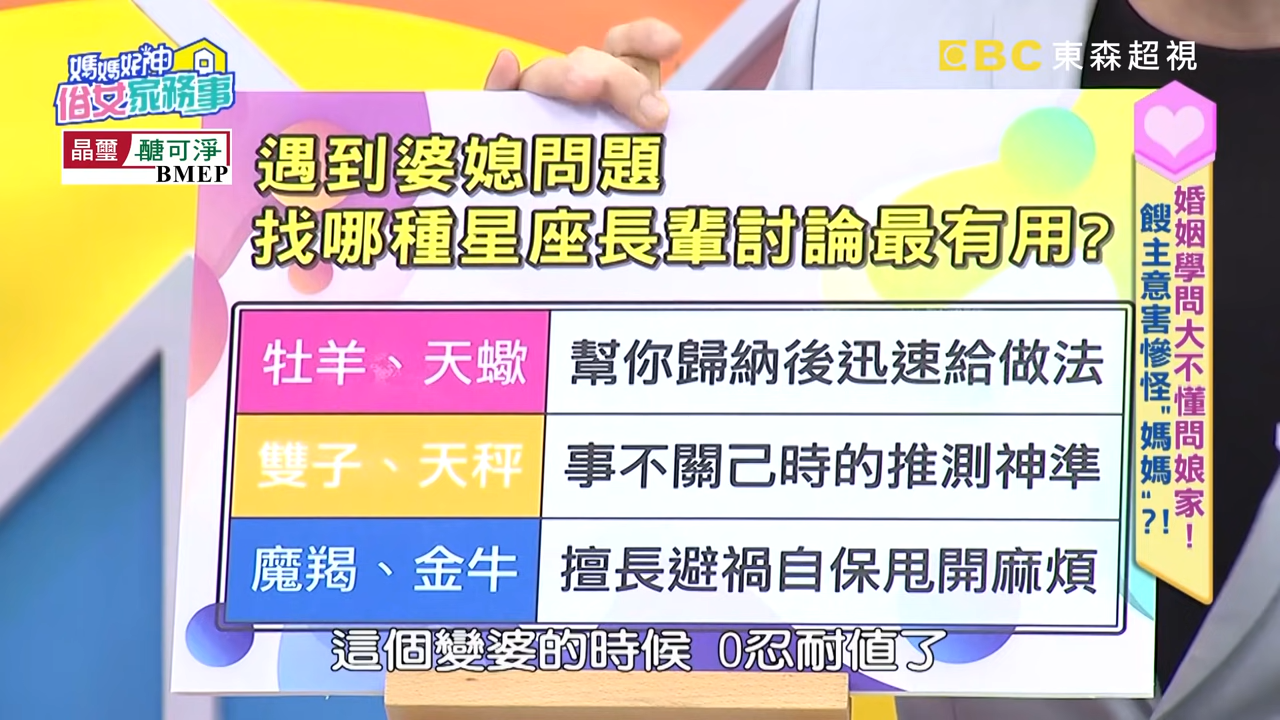 媽媽好神
俗女家務事
晶璽 醣可淨
BMEP
EBC 東森超視
遇到婆媳問題
找哪種星座長輩討論最有用?
牡羊、天蠍 幫你歸納後迅速給做法
雙子、天秤 事不關己時的推測神準
魔羯、金牛 擅長避禍自保甩開麻煩
婚姻學問大不懂問娘家!
餿主意害慘怪"媽媽"?!
這個變婆的時候 0忍耐值了